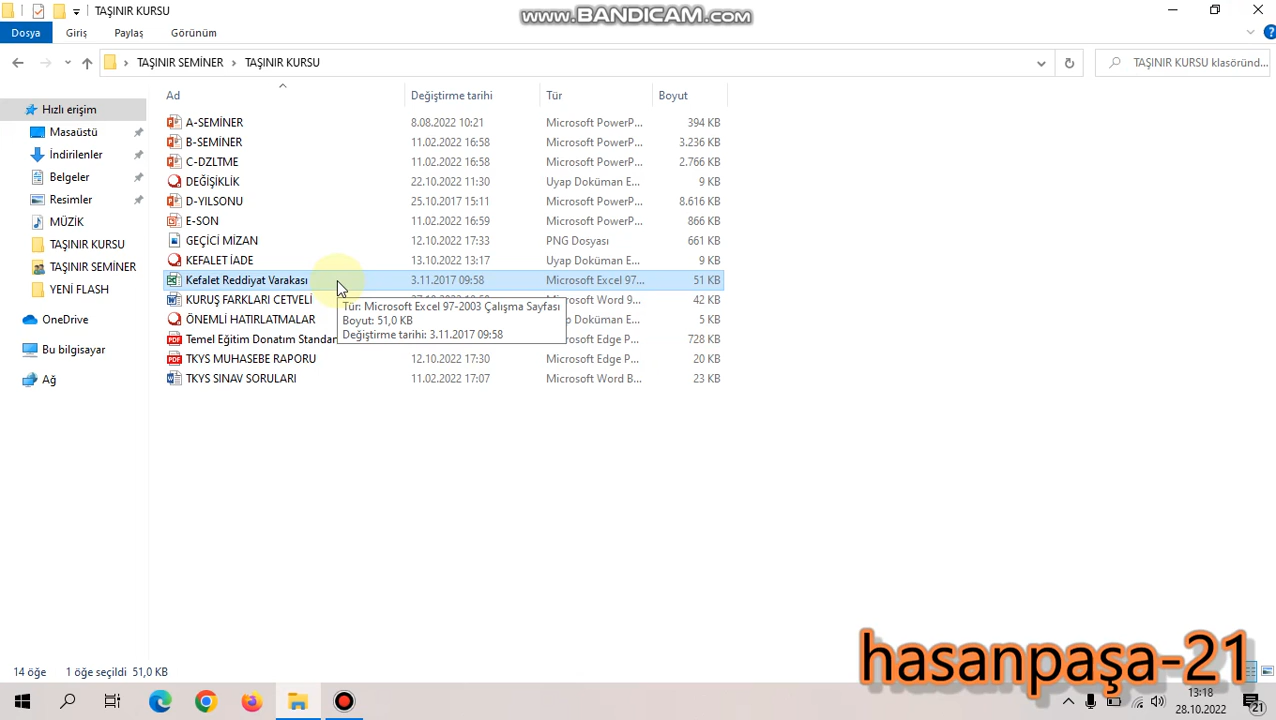 TAŞINIR KURSU
www.BANDICAM.com
Dosya Giriş Paylaş Görünüm
TAŞINIR SEMİNER TAŞINIR KURSU TAŞINIR KURSU klasöründ...
Ad Değiştirme tarihi Tür Boyut
Hızlı erişim
Masaüstü
İndirilenler
Belgeler
Resimler
MÜZİK
TAŞINIR KURSU
TAŞINIR SEMİNER
YENİ FLASH
OneDrive
Bu bilgisayar
Ağ
A-SEMİNER 8.08.2022 10:21 Microsoft PowerP... 394 KB
B-SEMİNER 11.02.2022 16:58 Microsoft PowerP... 3.236 KB
C-DZLTME 11.02.2022 16:58 Microsoft PowerP... 2.766 KB
DEĞİŞİKLİK 22.10.2022 11:30 Uyap Doküman E... 9 KB
D-YILSONU 25.10.2017 15:11 Microsoft PowerP... 8.616 KB
E-SON 11.02.2022 16:59 Microsoft PowerP... 866 KB
GEÇİCİ MİZAN 12.10.2022 17:33 PNG Dosyası 661 KB
KEFALET İADE 13.10.2022 13:17 Uyap Doküman E... 9 KB
Kefalet Reddiyat Varakası 3.11.2017 09:58 Microsoft Excel 97... 51 KB
KURUŞ FARKLARI CETVELİ Microsoft Word 9... 42 KB
ÖNEMLİ HATIRLATMALAR Doküman E... 5 KB
Temel Eğitim Donatım Standar Microsoft Edge P... 728 KB
TKYS MUHASEBE RAPORU 12.10.2022 17:30 Microsoft Edge P... 20 KB
TKYS SINAV SORULARI 11.02.2022 17:07 Microsoft Word B... 23 KB
Tür: Microsoft Excel 97-2003 Çalışma Sayfası
Boyut: 51,0 KB
Değiştirme tarihi: 3.11.2017 09:58
hasanpaşa-21
14 öğe 1 öğe seçildi 51,0 KB
13:18
28.10.2022
21